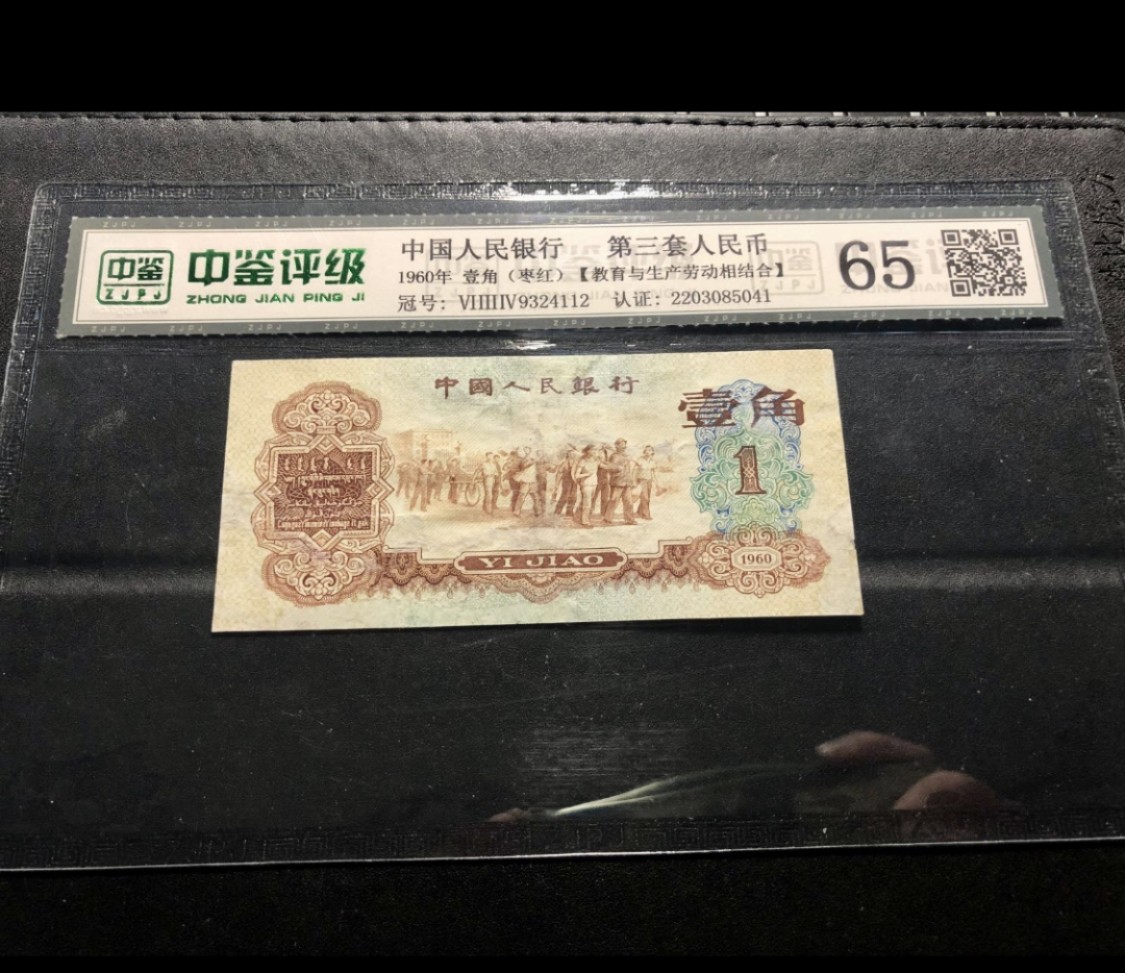 中鉴
ZJPJ
中鉴评级
ZHONG JIAN PING JI
中国人民银行 第三套人民币
1960年 壹角（枣红）【教育与生产劳动相结合】
冠号：VIIIIIIV9324112 认证：2203085041
65
中國人民銀行
壹角
1
YI JIAO
1960